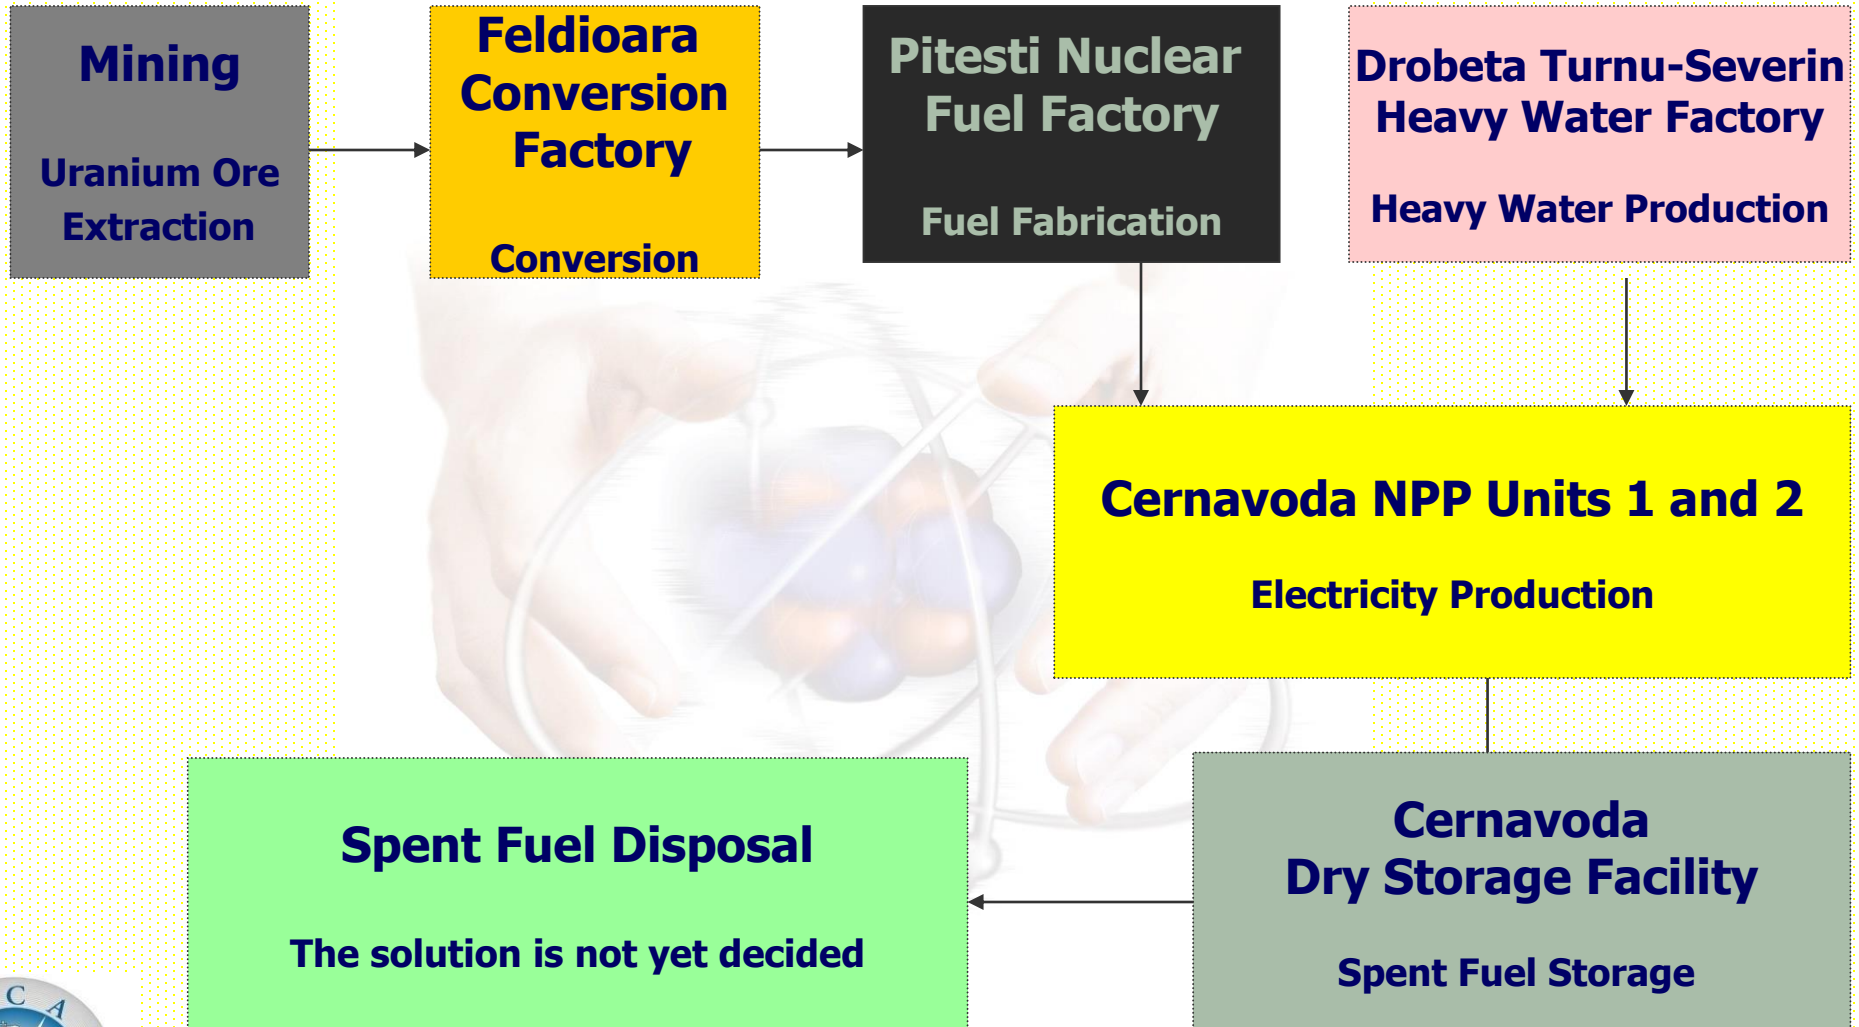 Mining
Uranium Ore
Extraction
Feldioara
Conversion
Factory
Conversion
Pitesti Nuclear
Fuel Factory
Fuel Fabrication
Drobeta Turnu-Severin
Heavy Water Factory
Heavy Water Production
Cernavoda NPP Units 1 and 2
Electricity Production
Spent Fuel Disposal
The solution is not yet decided
Cernavoda
Dry Storage Facility
Spent Fuel Storage
C A